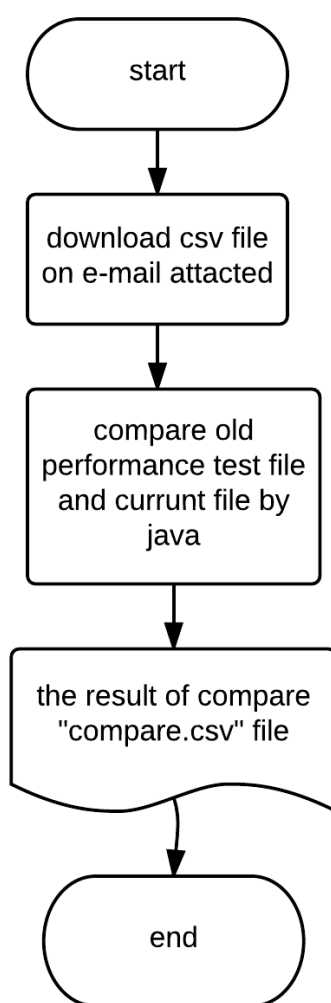 start
download csv file
on e-mail attacted
compare old
performance test file
and currunt file by
java
the result of compare
"compare.csv" file
end